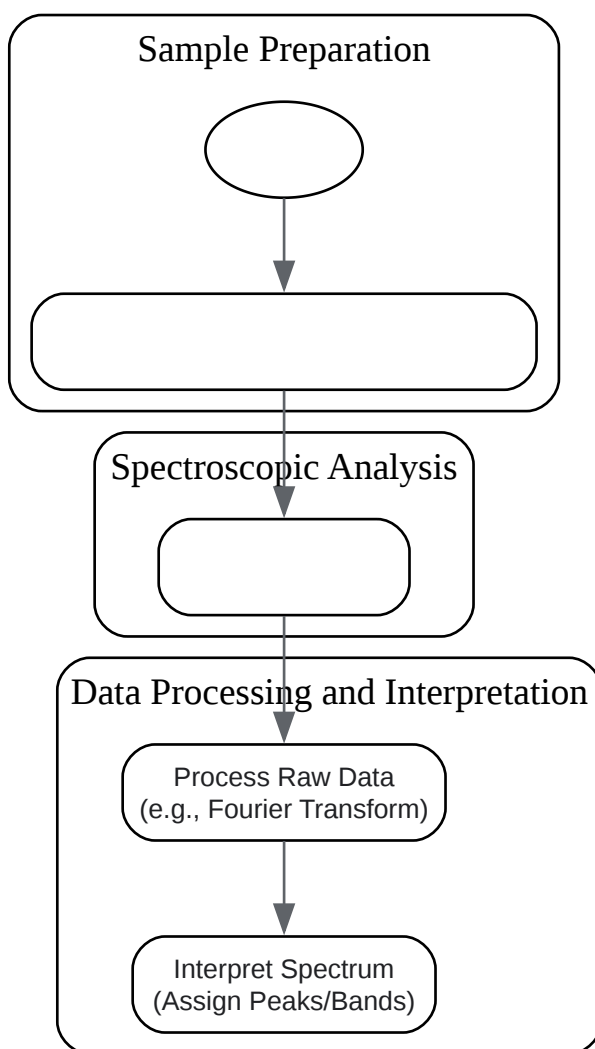 Sample Preparation
Spectroscopic Analysis
Data Processing and Interpretation
Process Raw Data
(e.g., Fourier Transform)
Interpret Spectrum
(Assign Peaks/Bands)